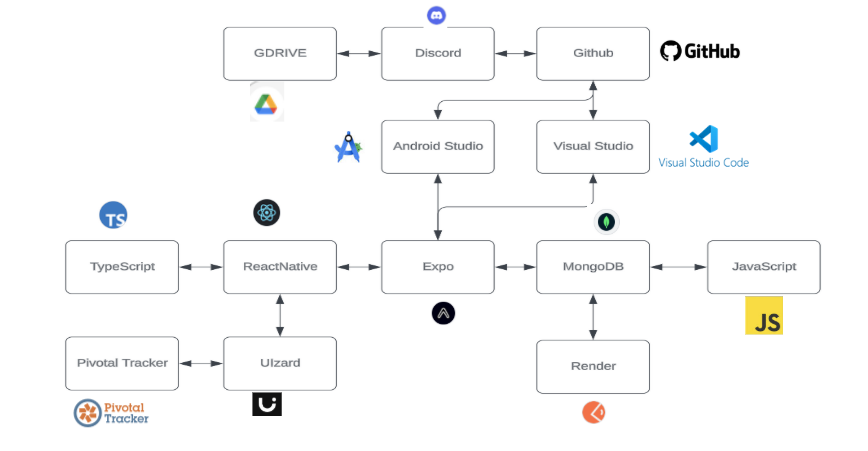 GDRIVE
Discord
Github
GitHub
Android Studio
Visual Studio
Visual Studio Code
TS
TypeScript
ReactNative
Expo
MongoDB
JavaScript
JS
Pivotal Tracker
UIzard
Render
Pivotal
Tracker